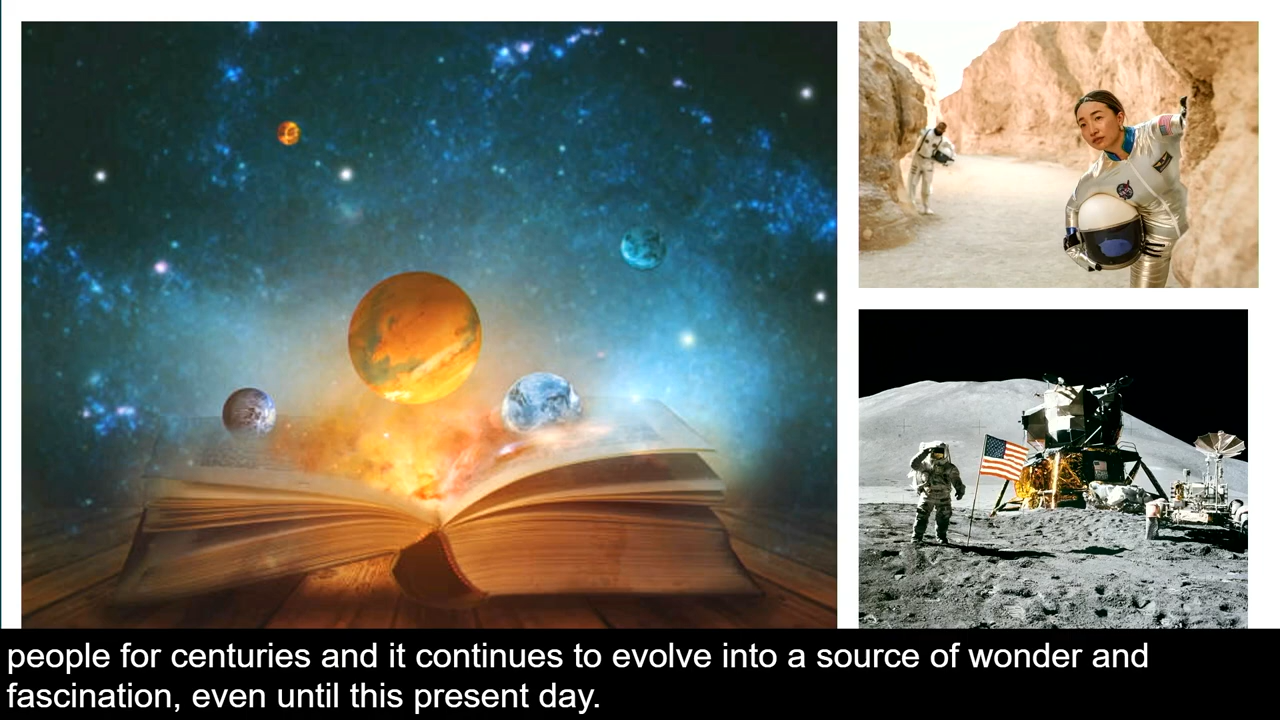 people for centuries and it continues to evolve into a source of wonder and
fascination, even until this present day.